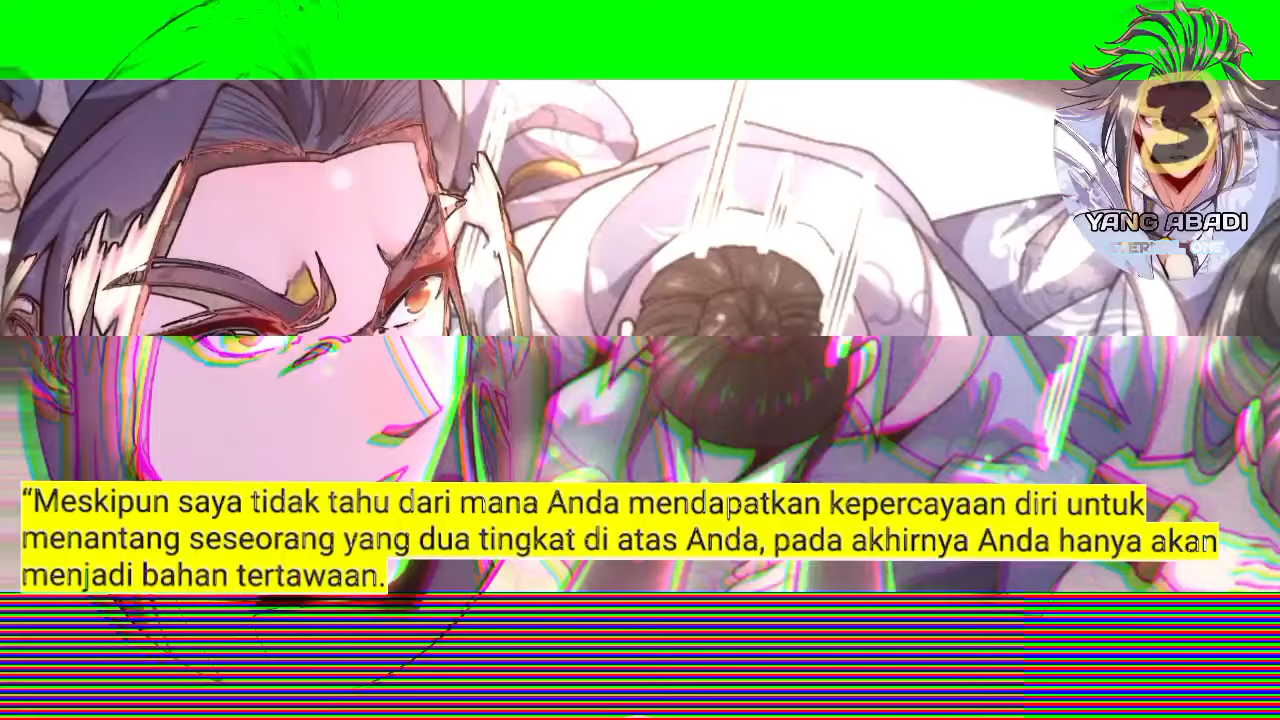 YANG ABADI
“Meskipun saya tidak tahu dari mana Anda mendapatkan kepercayaan diri untuk
menantang seseorang yang dua tingkat di atas Anda, pada akhirnya Anda hanya akan
menjadi bahan tertawaan.